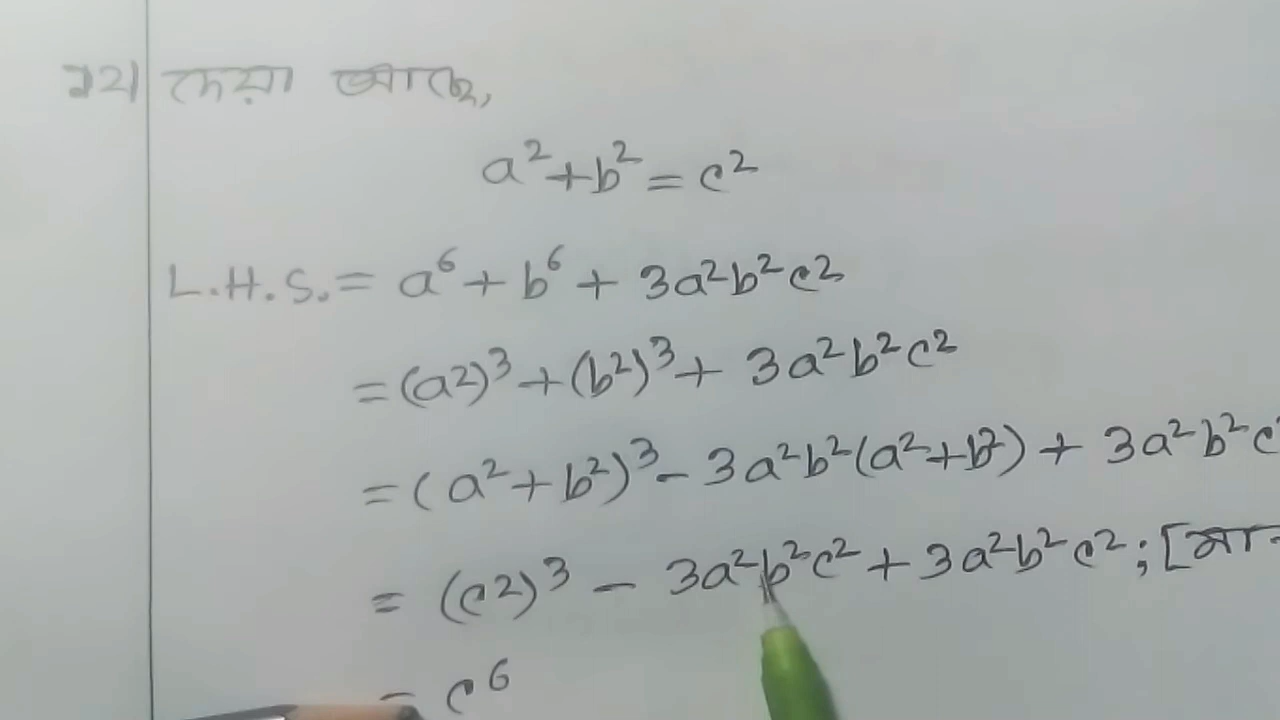 ১২। দেয়া আছে,
a² + b² = c²
L.H.S. = a⁶ + b⁶ + 3a²b²c²
= (a²)³ + (b²)³ + 3a²b²c²
= (a² + b²)³ - 3a²b²(a² + b²) + 3a²b²c
= (c²)³ - 3a²b²c² + 3a²b²c² ; [মা
= c⁶